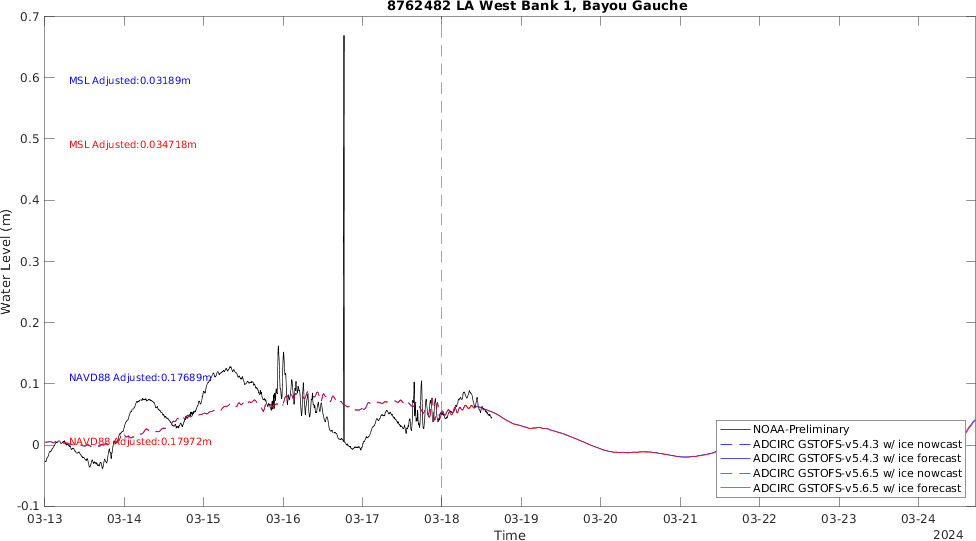 8762482 LA West Bank 1, Bayou Gauche
0.7
0.6
0.5
0.4
0.3
0.2
0.1
0
-0.1
Water Level (m)
MSL Adjusted:0.03189m
MSL Adjusted:0.034718m
NAVD88 Adjusted:0.17689m
NAVD88 Adjusted:0.17972m
NOAA-Preliminary
ADCIRC GSTOFS-v5.4.3 w/ ice nowcast
ADCIRC GSTOFS-v5.4.3 w/ ice forecast
ADCIRC GSTOFS-v5.6.5 w/ ice nowcast
ADCIRC GSTOFS-v5.6.5 w/ ice forecast
03-13 03-14 03-15 03-16 03-17 03-18 03-19 03-20 03-21 03-22 03-23 03-24
Time
2024